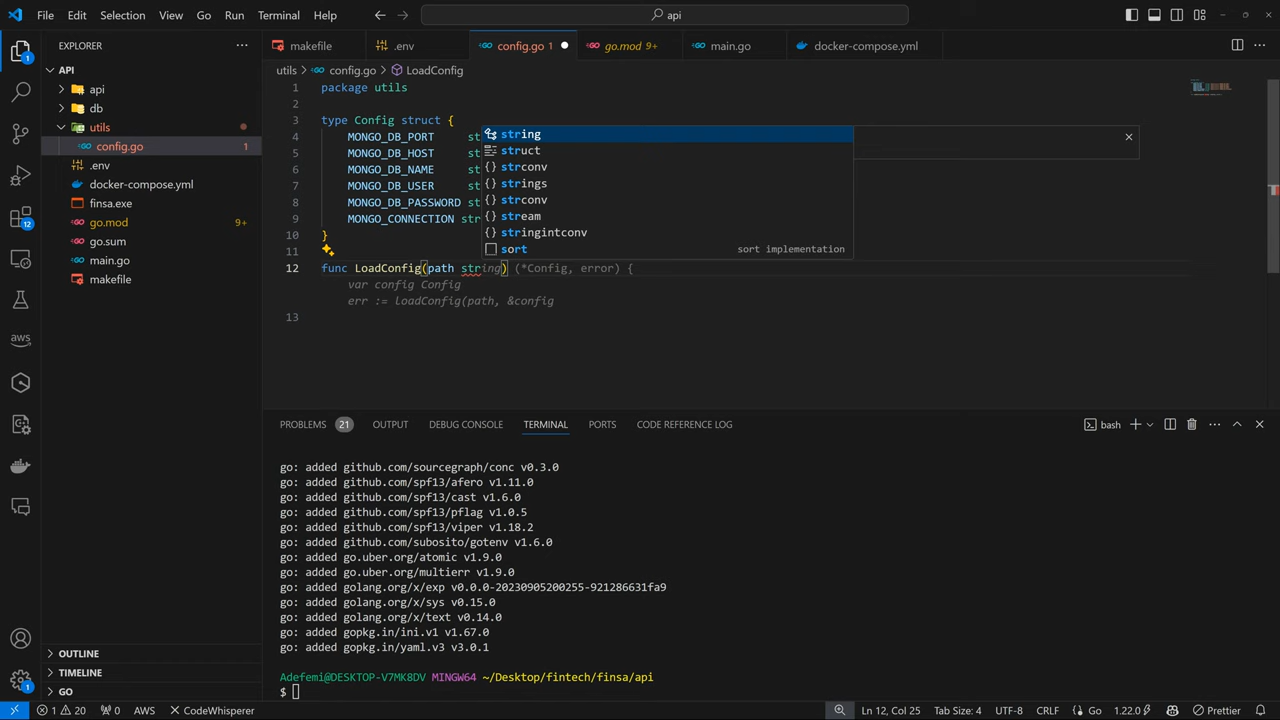 File Edit Selection View Go Run Terminal Help
api
EXPLORER
makefile
.env
config.go 1
go.mod 9+
main.go
docker-compose.yml
API
utils > config.go > LoadConfig
api
db
utils
config.go 1
.env
docker-compose.yml
finsa.exe
go.mod 9+
go.sum
main.go
makefile
1 package utils
2
3 type Config struct {
4 MONGO_DB_PORT st
5 MONGO_DB_HOST st
6 MONGO_DB_NAME st
7 MONGO_DB_USER st
8 MONGO_DB_PASSWORD st
9 MONGO_CONNECTION str
10 }
11
12 func LoadConfig(path string) (*Config, error) {
var config Config
err := loadConfig(path, &config
13
string
struct
strconv
strings
strconv
stream
stringintconv
sort sort implementation
1
12
aws
PROBLEMS 21 OUTPUT DEBUG CONSOLE TERMINAL PORTS CODE REFERENCE LOG
bash
go: added github.com/sourcegraph/conc v0.3.0
go: added github.com/spf13/afero v1.11.0
go: added github.com/spf13/cast v1.6.0
go: added github.com/spf13/pflag v1.0.5
go: added github.com/spf13/viper v1.18.2
go: added github.com/subosito/gotenv v1.6.0
go: added go.uber.org/atomic v1.9.0
go: added go.uber.org/multierr v1.9.0
go: added golang.org/x/exp v0.0.0-20230905200255-921286631fa9
go: added golang.org/x/sys v0.15.0
go: added golang.org/x/text v0.14.0
go: added gopkg.in/ini.v1 v1.67.0
go: added gopkg.in/yaml.v3 v3.0.1
Adefemi@DESKTOP-V7MK8DV MINGW64 ~/Desktop/fintech/finsa/api
$
OUTLINE
TIMELINE
GO
1
1 20 0 AWS CodeWhisperer
Ln 12, Col 25 Tab Size: 4 UTF-8 CRLF Go 1.22.0 Prettier